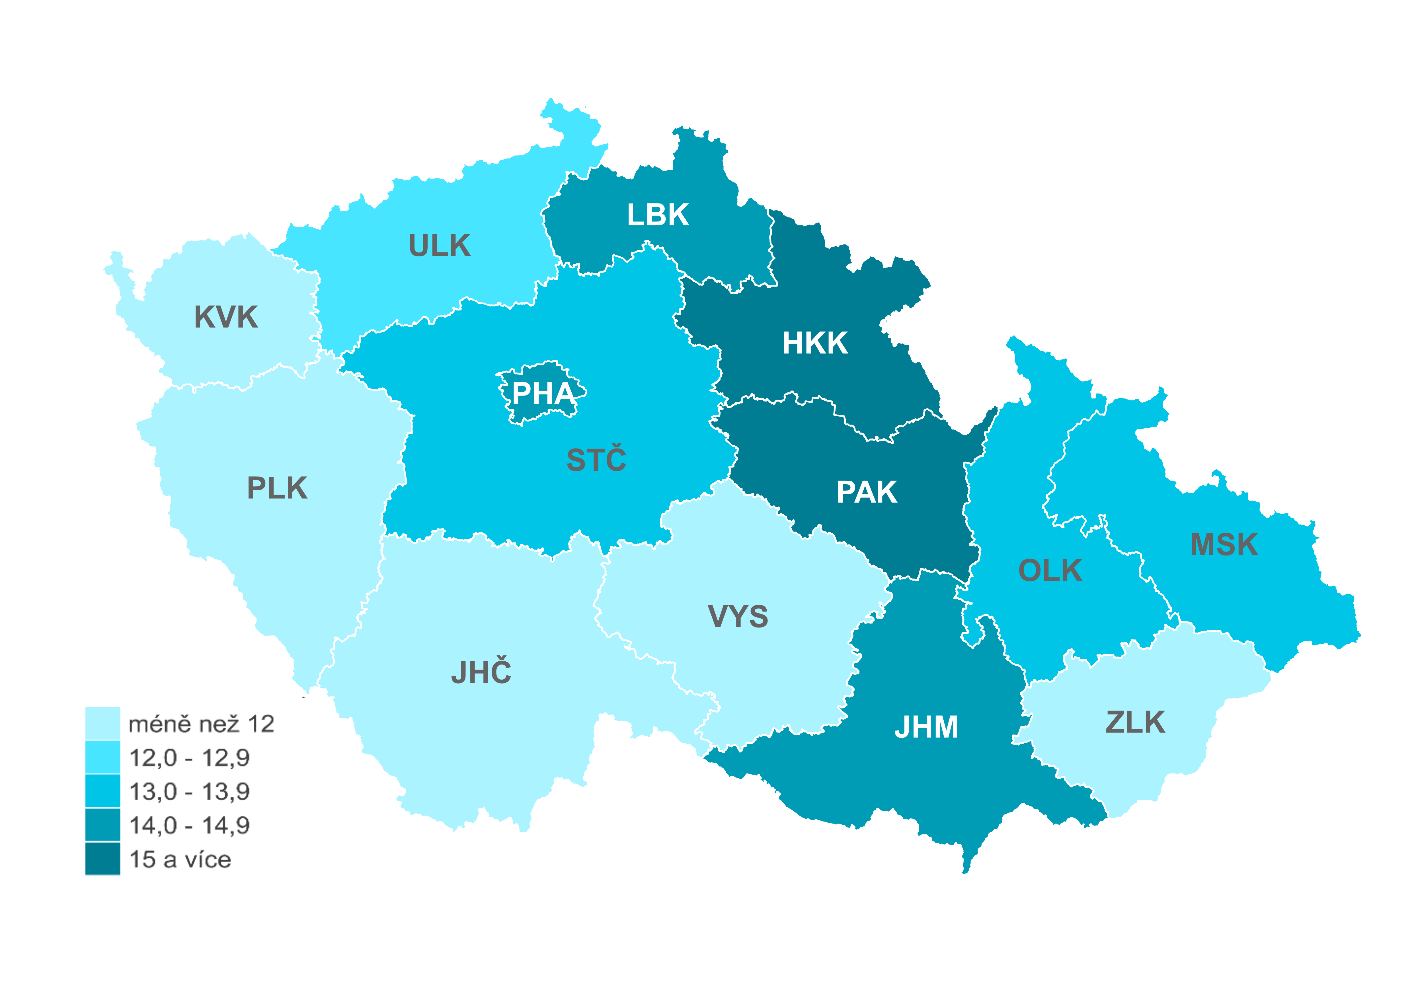 LBK
ULK
KVK
HKK
PHA
STČ
PLK
PAK
MSK
OLK
VYS
JHČ
ZLK
JHM
méně než 12
12,0 - 12,9
13,0 - 13,9
14,0 - 14,9
15 a více